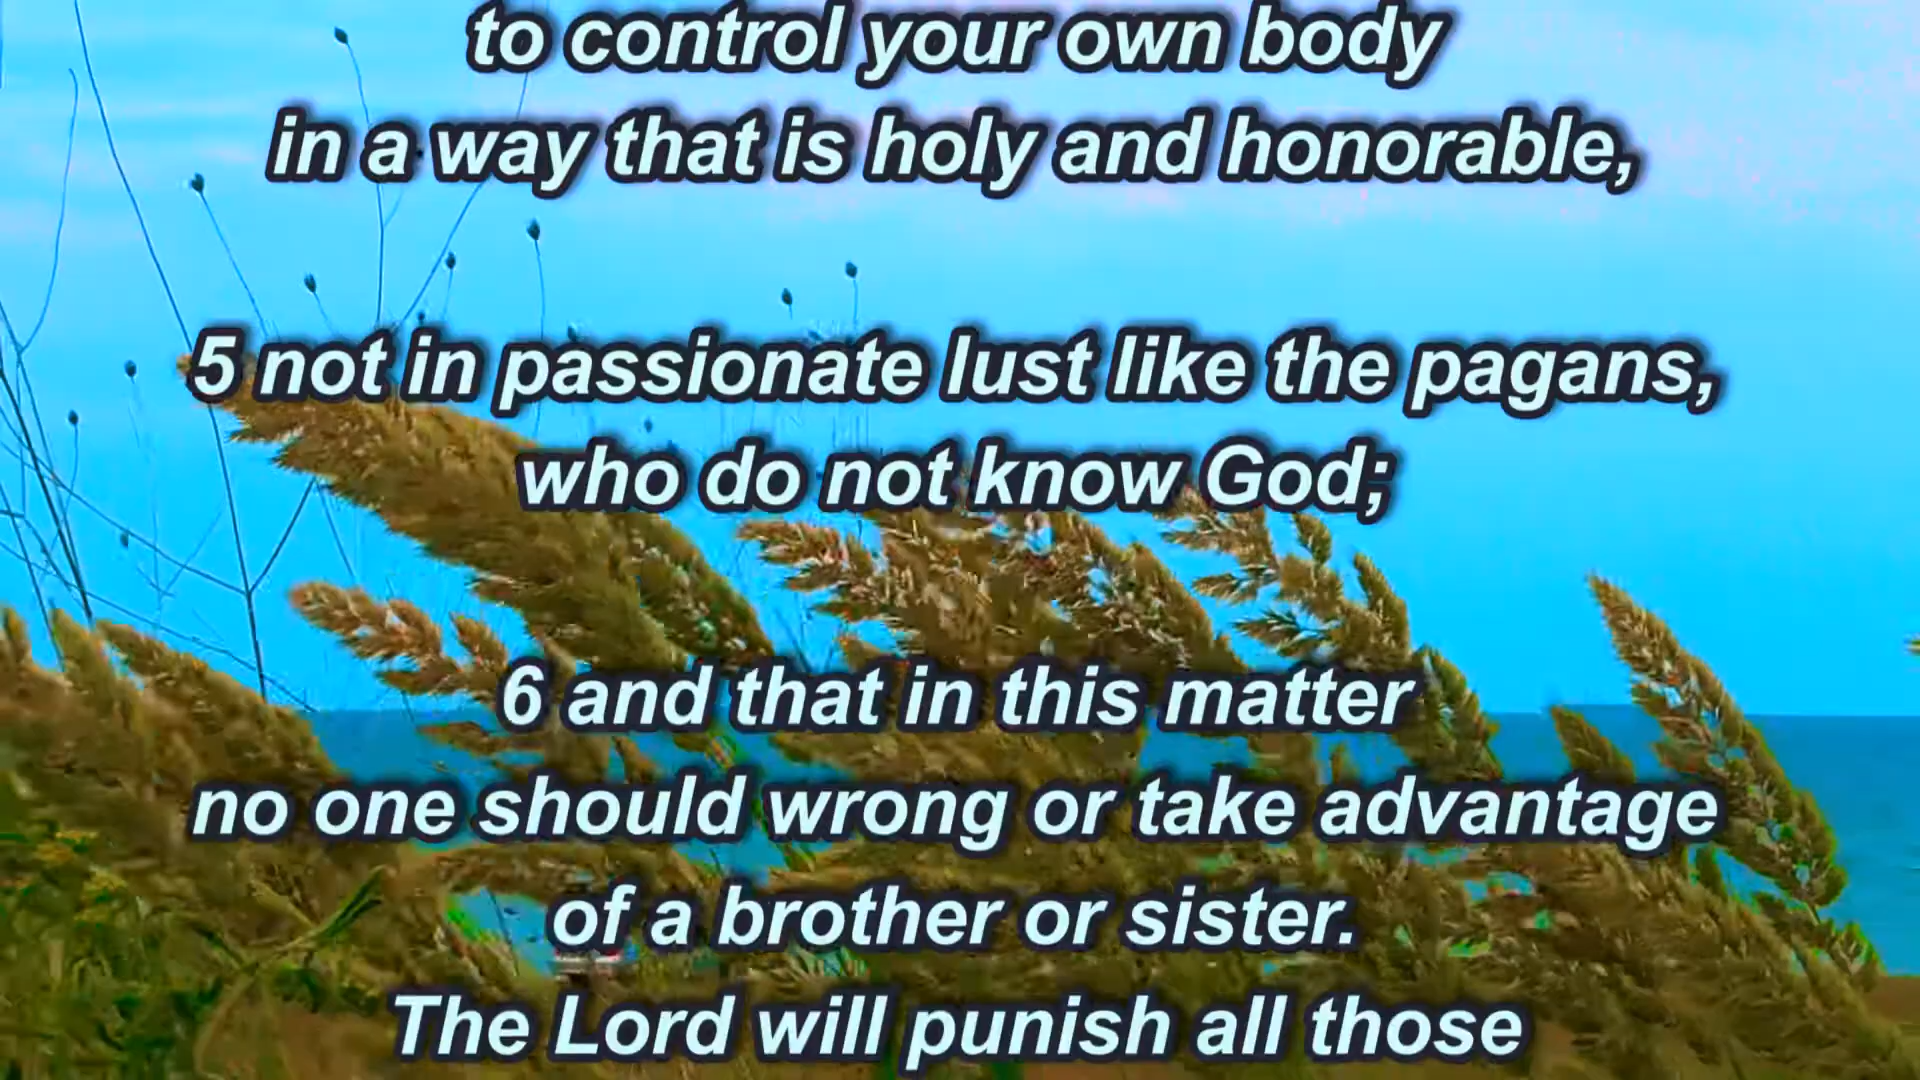 to control your own body
in a way that is holy and honorable,
5 not in passionate lust like the pagans,
who do not know God;
6 and that in this matter
no one should wrong or take advantage
of a brother or sister.
The Lord will punish all those